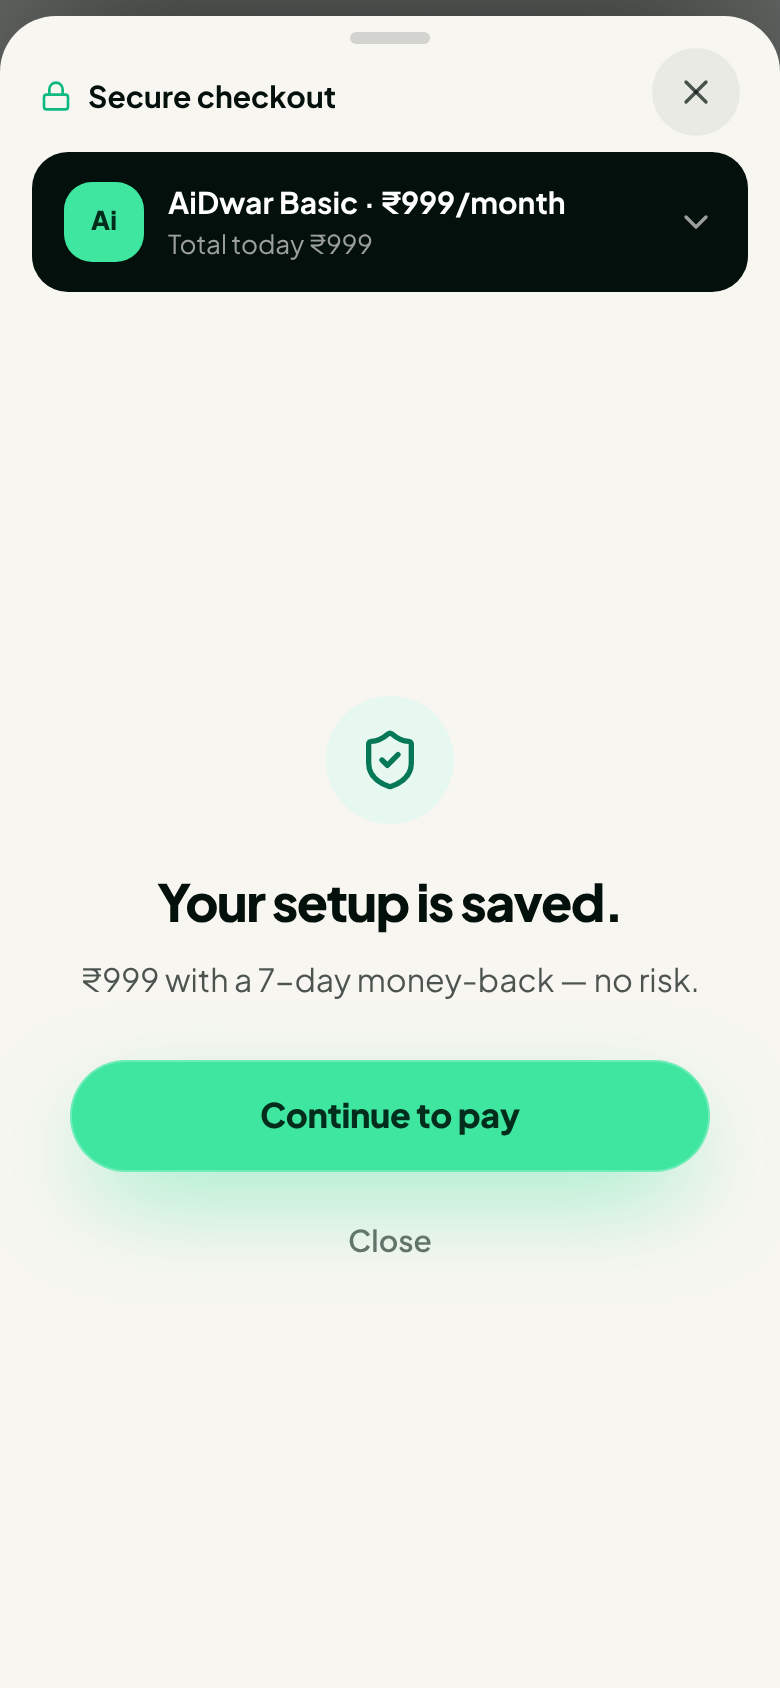 Secure checkout
Ai
AiDwar Basic · ₹999/month
Total today ₹999
Your setup is saved.
₹999 with a 7–day money-back — no risk.
Continue to pay
Close